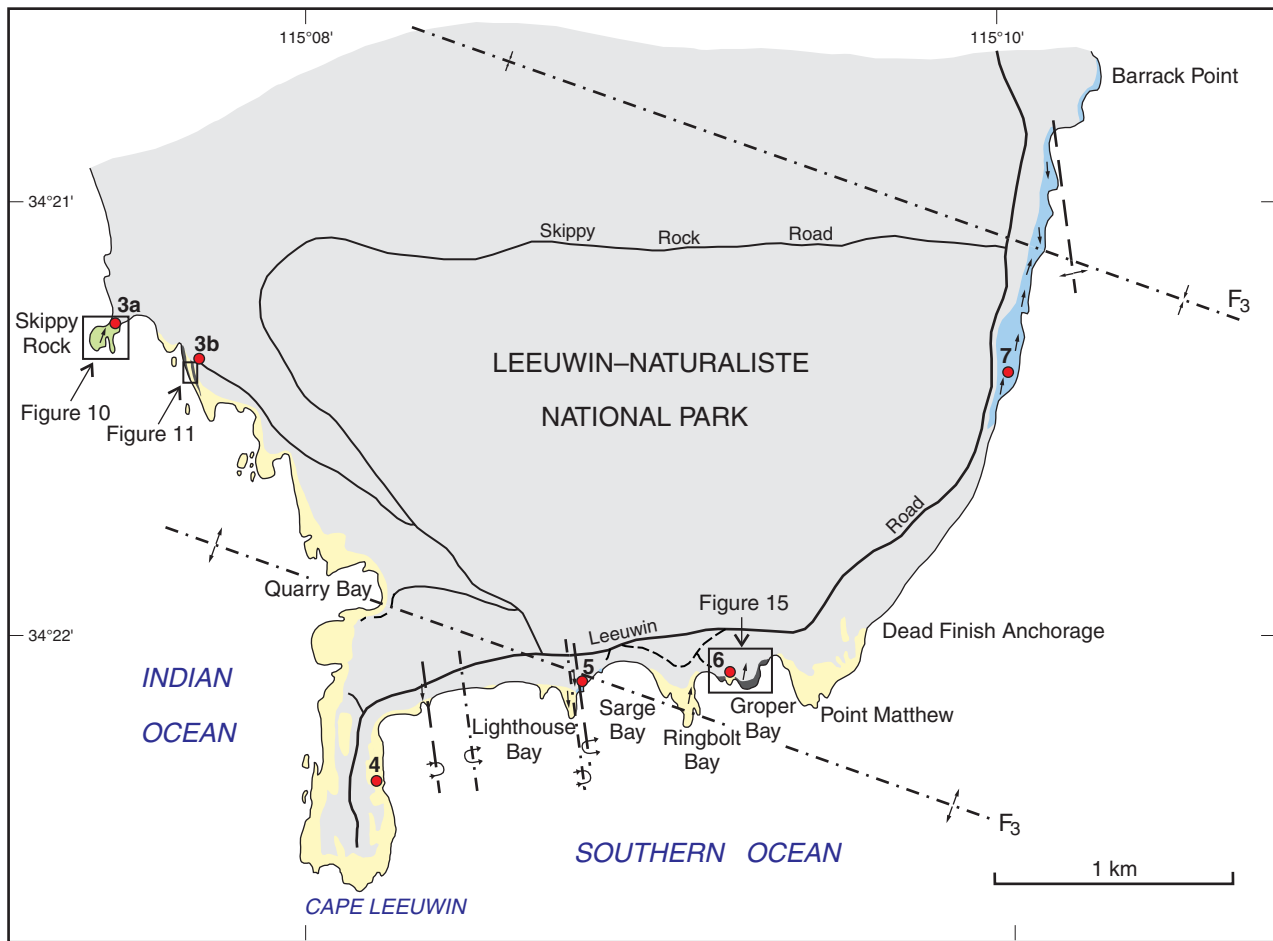 115°08'
115°10'
Barrack Point
34°21'
Skippy Rock Road
F3
3a
Skippy
Rock
3b
LEEUWIN–NATURALISTE
NATIONAL PARK
7
Figure 10
Figure 11
Road
Quarry Bay
Figure 15
34°22'
Leeuwin
Dead Finish Anchorage
INDIAN
OCEAN
5
6
Lighthouse
Bay
Sarge
Bay
Ringbolt
Bay
Groper
Bay
Point Matthew
4
F3
SOUTHERN OCEAN
1 km
CAPE LEEUWIN